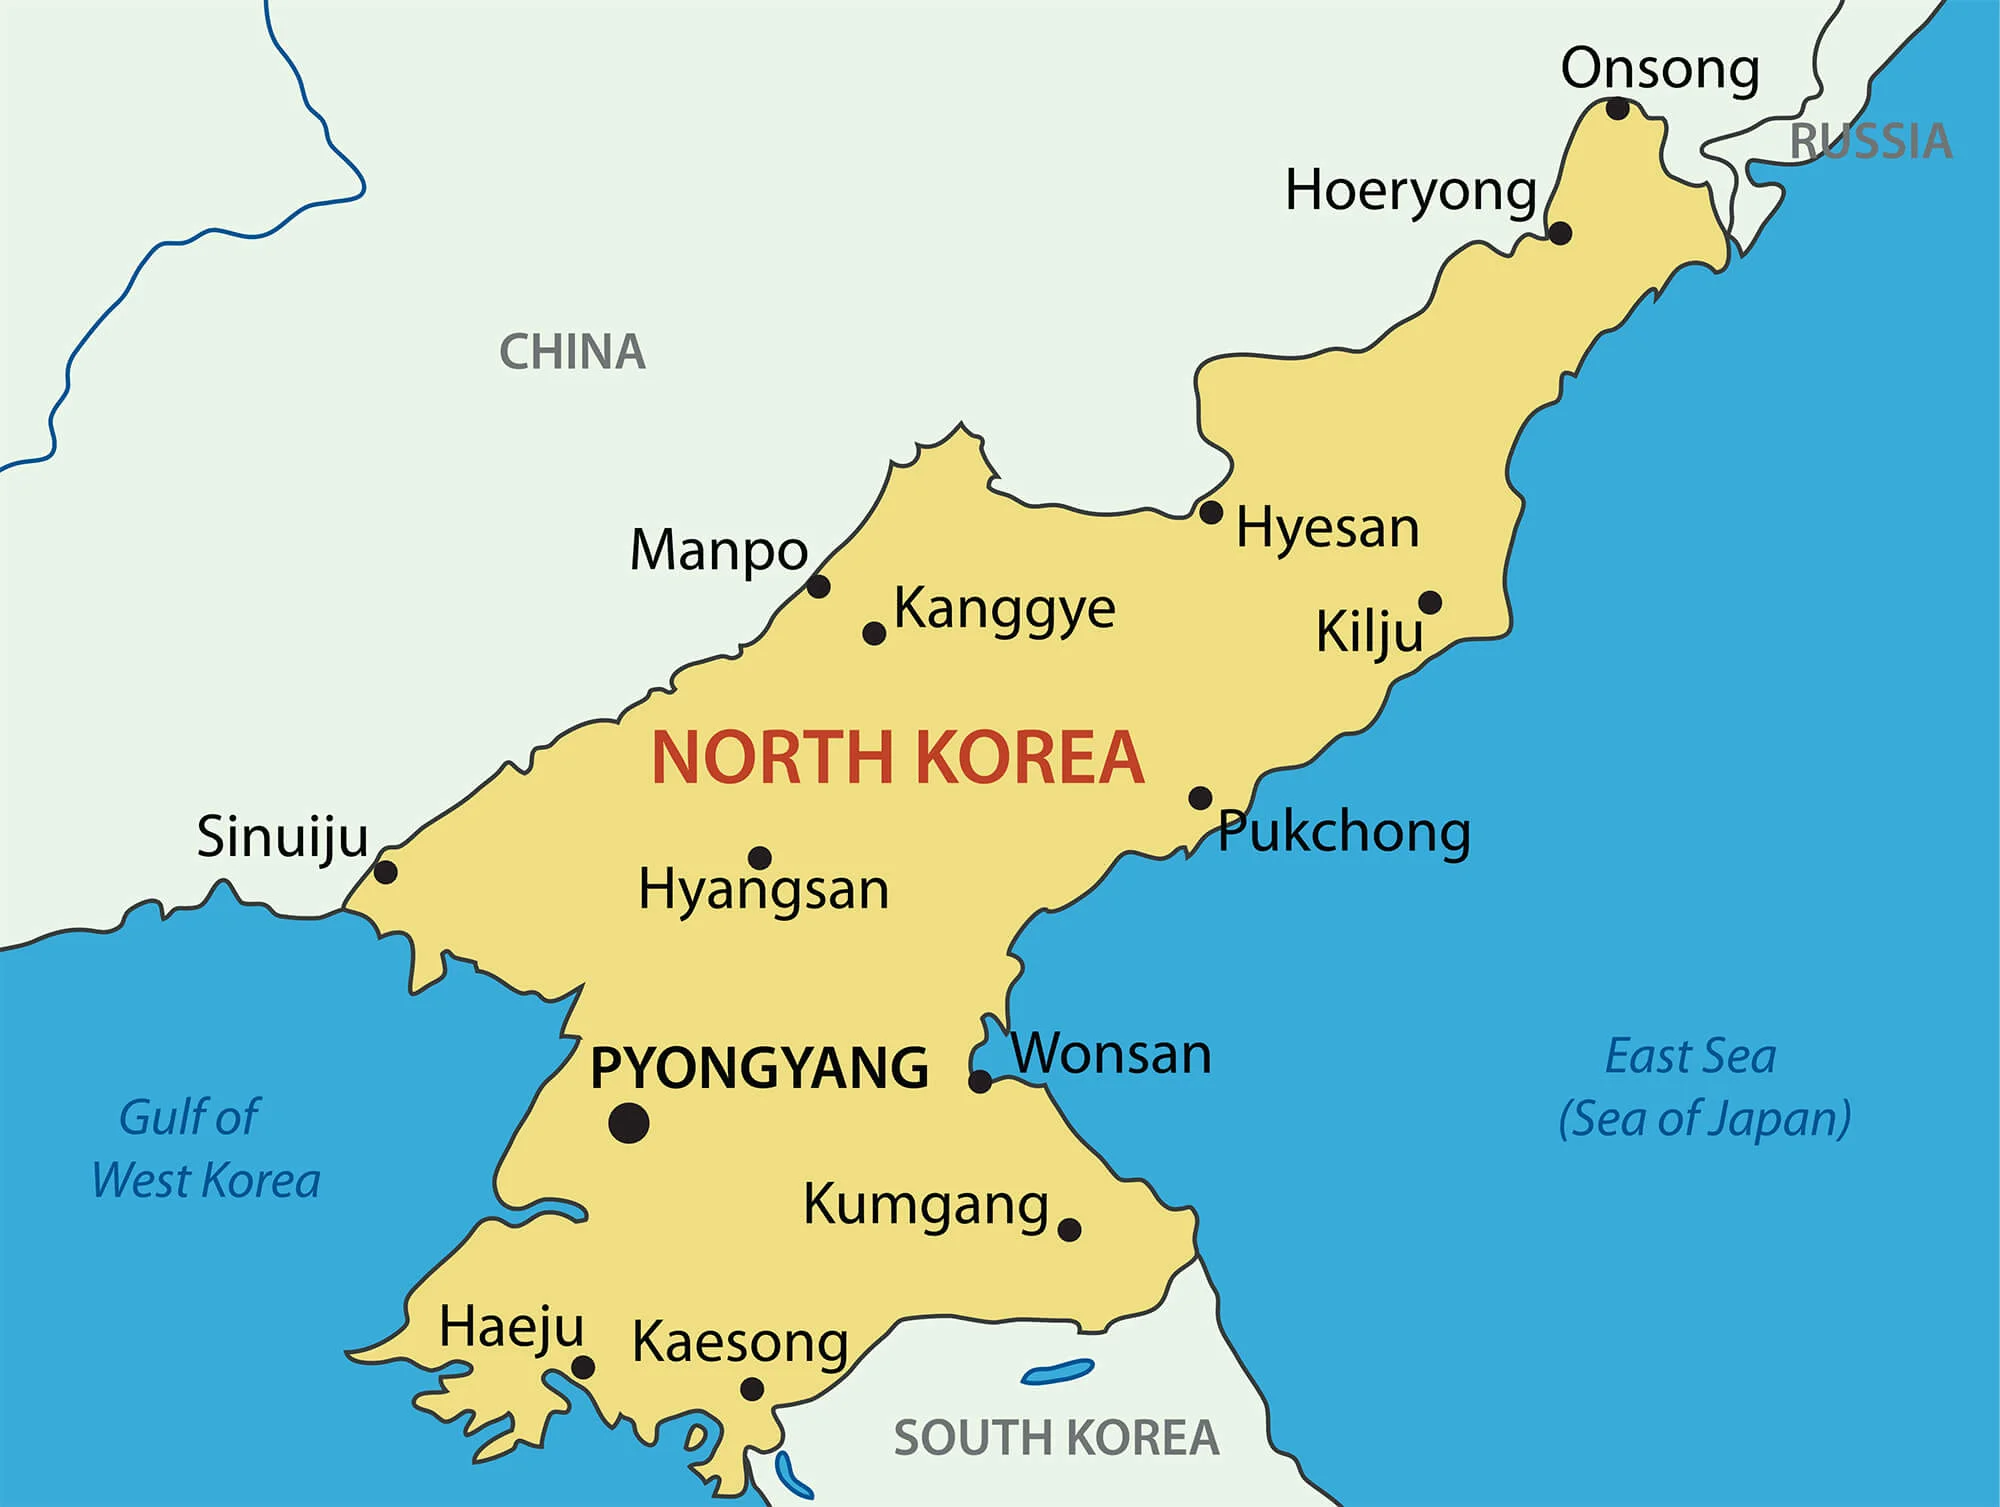 Onsong
RUSSIA
Hoeryong
CHINA
Hyesan
Manpo
Kanggye
Kilju
NORTH KOREA
Sinuiju
Pukchong
Hyangsan
PYONGYANG
Wonsan
East Sea
(Sea of Japan)
Gulf of
West Korea
Kumgang
Haeju
Kaesong
SOUTH KOREA